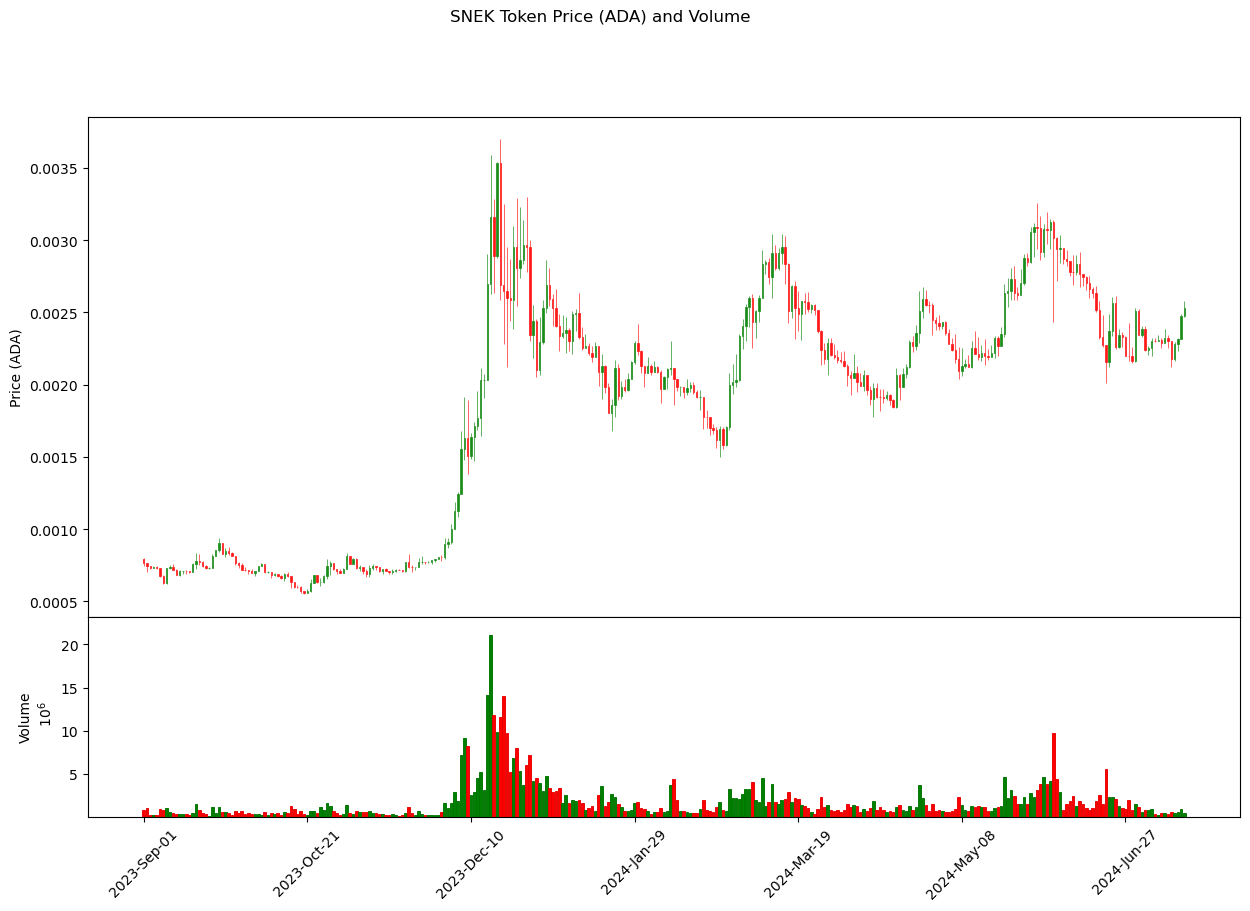 SNEK Token Price (ADA) and Volume
Price (ADA)
0.0035
0.0030
0.0025
0.0020
0.0015
0.0010
0.0005
Volume
10^6
20
15
10
5
2023-Sep-01
2023-Oct-21
2023-Dec-10
2024-Jan-29
2024-Mar-19
2024-May-08
2024-Jun-27